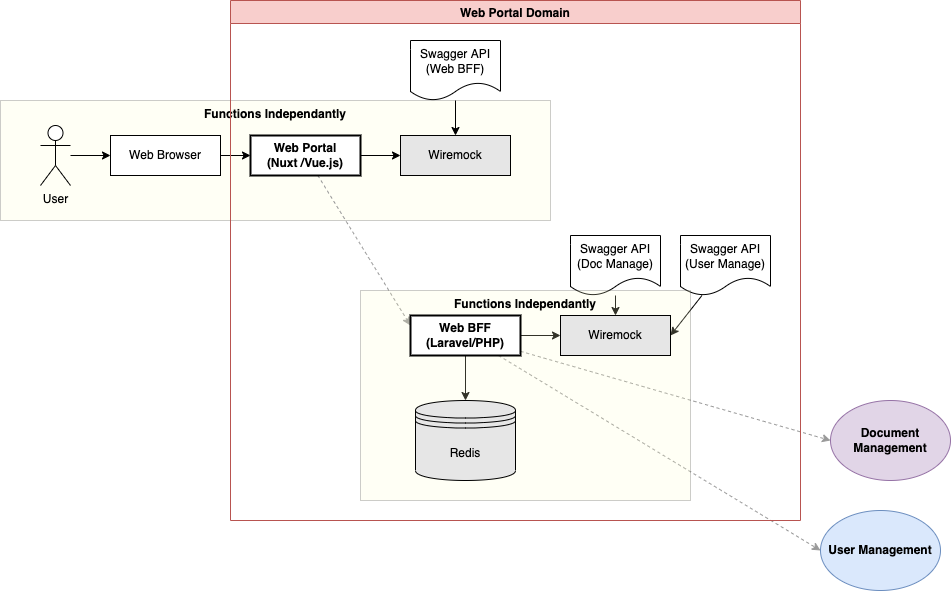 Web Portal Domain
Swagger API
(Web BFF)
Functions Independantly
User
Web Browser
Web Portal
(Nuxt /Vue.js)
Wiremock
Swagger API
(Doc Manage)
Swagger API
(User Manage)
Functions Independantly
Web BFF
(Laravel/PHP)
Wiremock
Redis
Document
Management
User Management